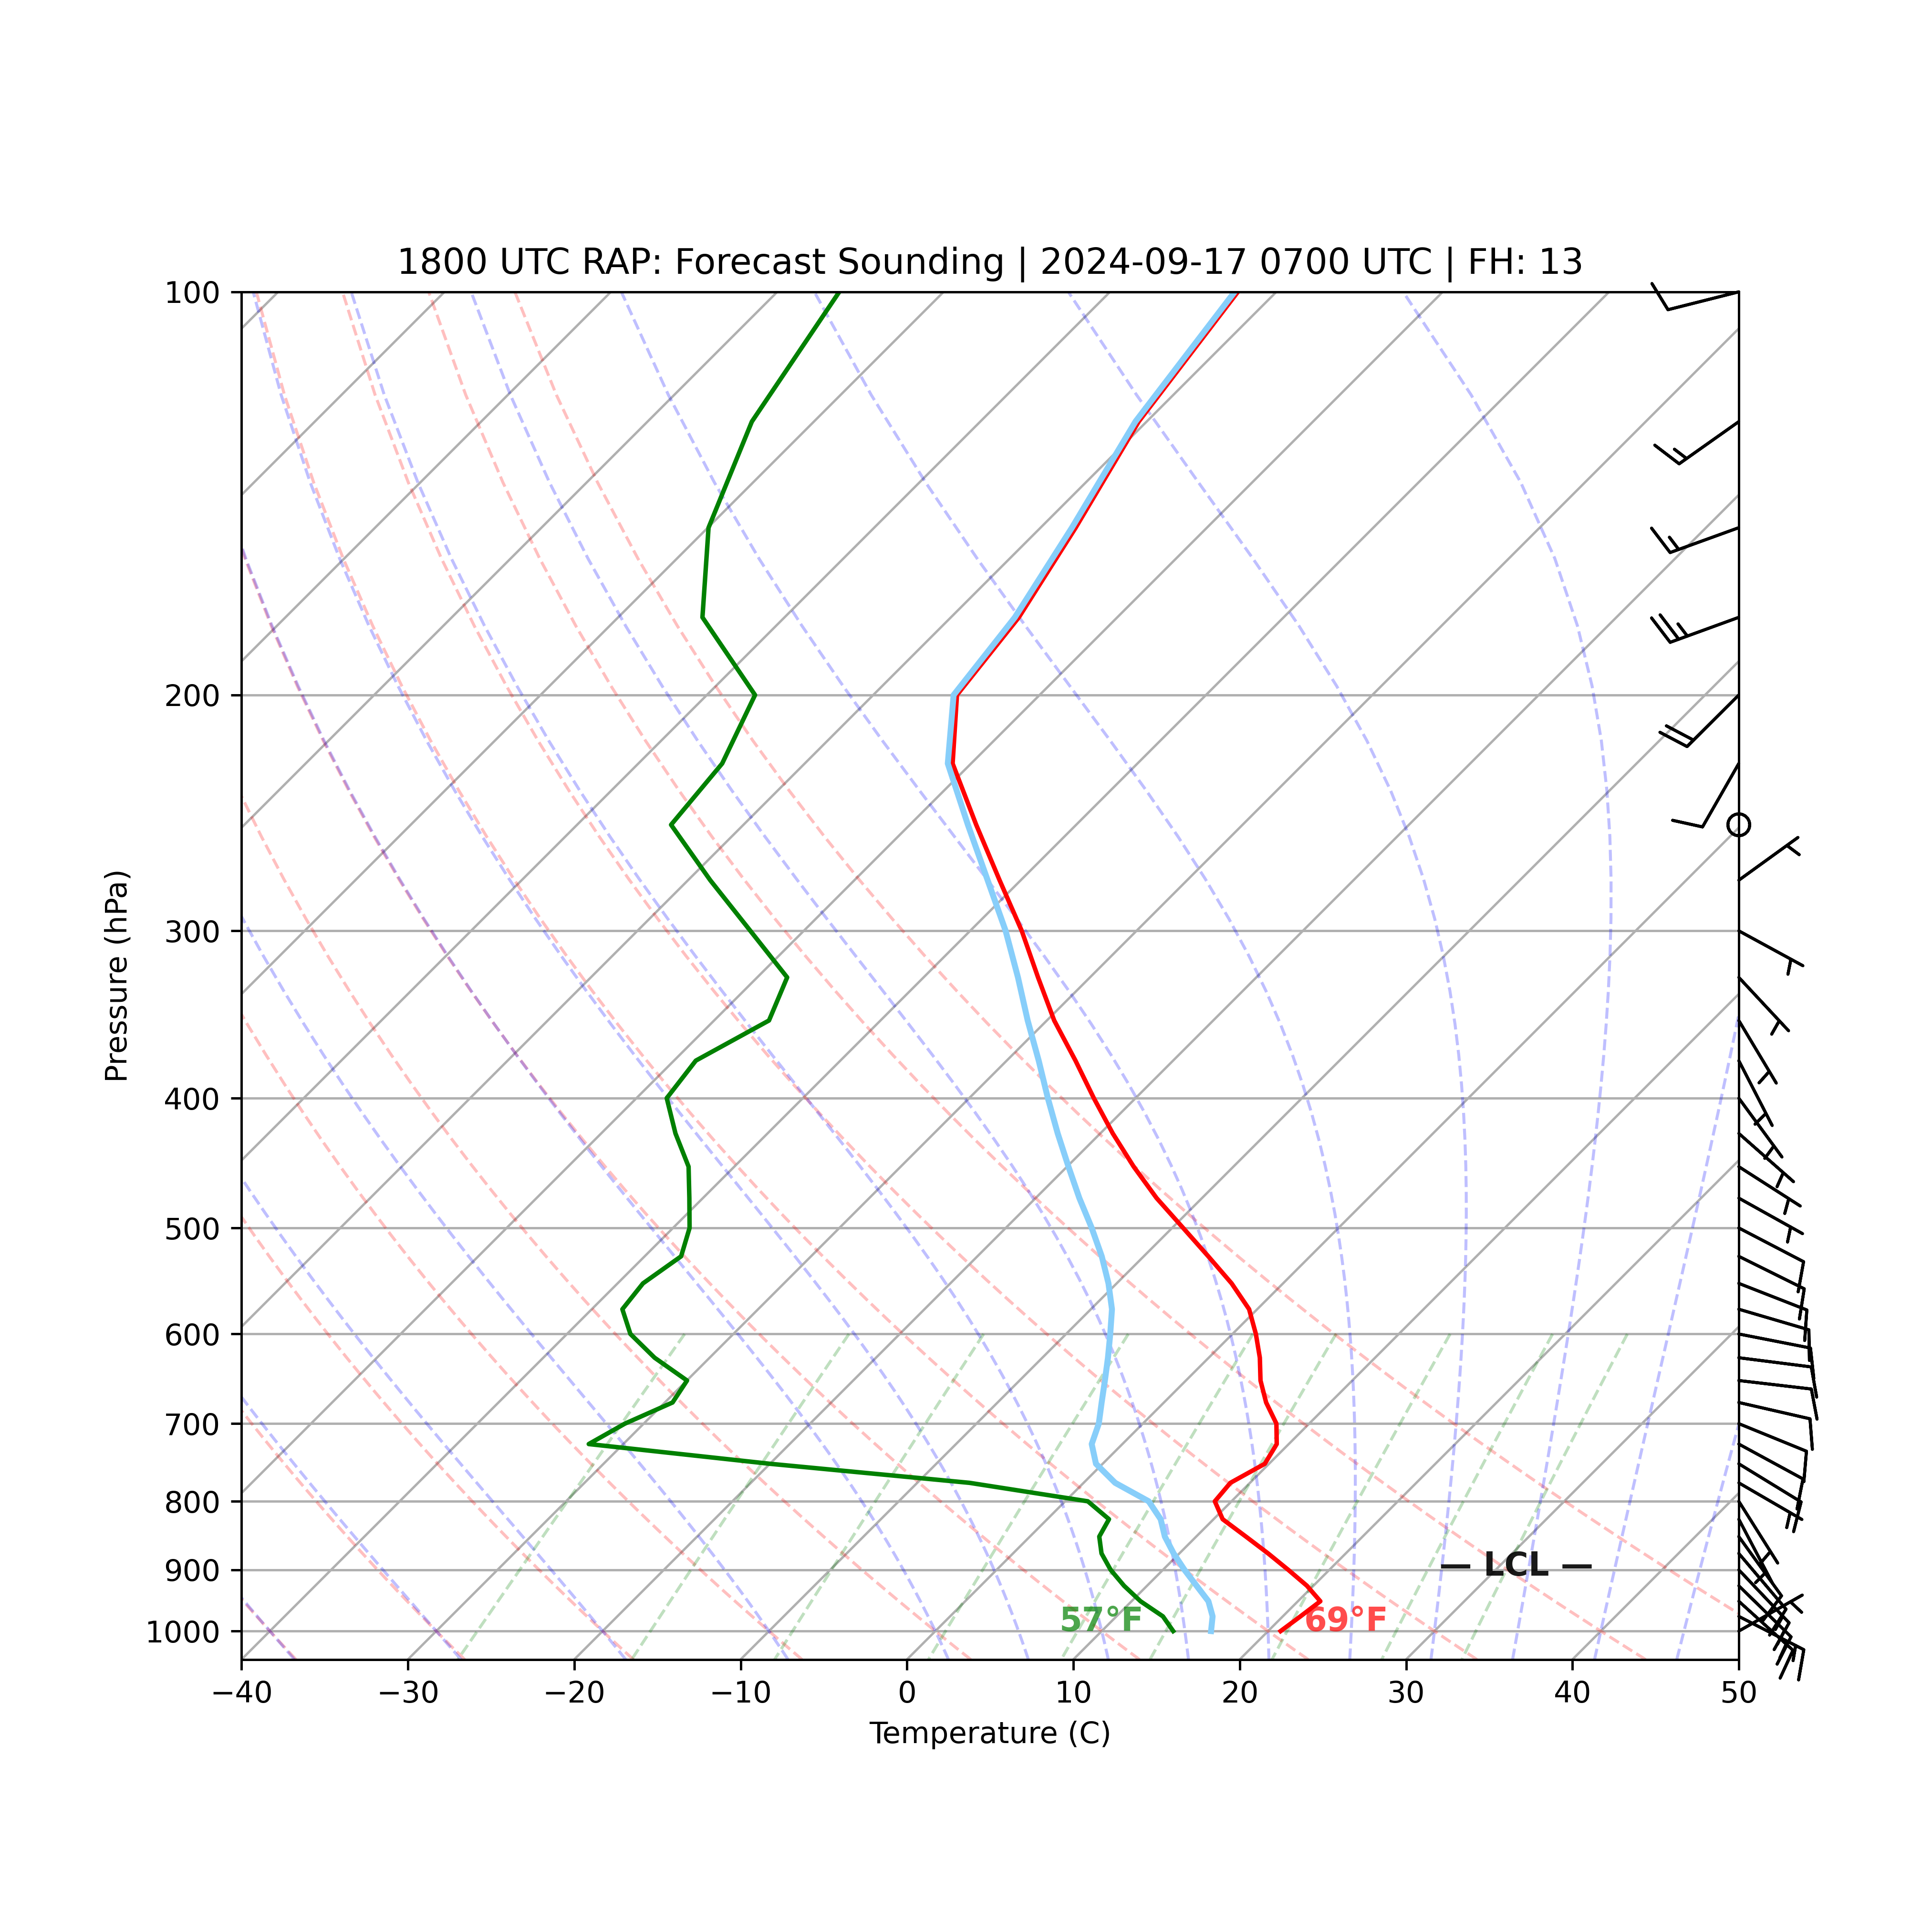 1800 UTC RAP: Forecast Sounding | 2024-09-17 0700 UTC | FH: 13
100
200
300
400
500
600
700
800
900
1000
Pressure (hPa)
— LCL —
57°F
69°F
−40 −30 −20 −10 0 10 20 30 40 50
Temperature (C)